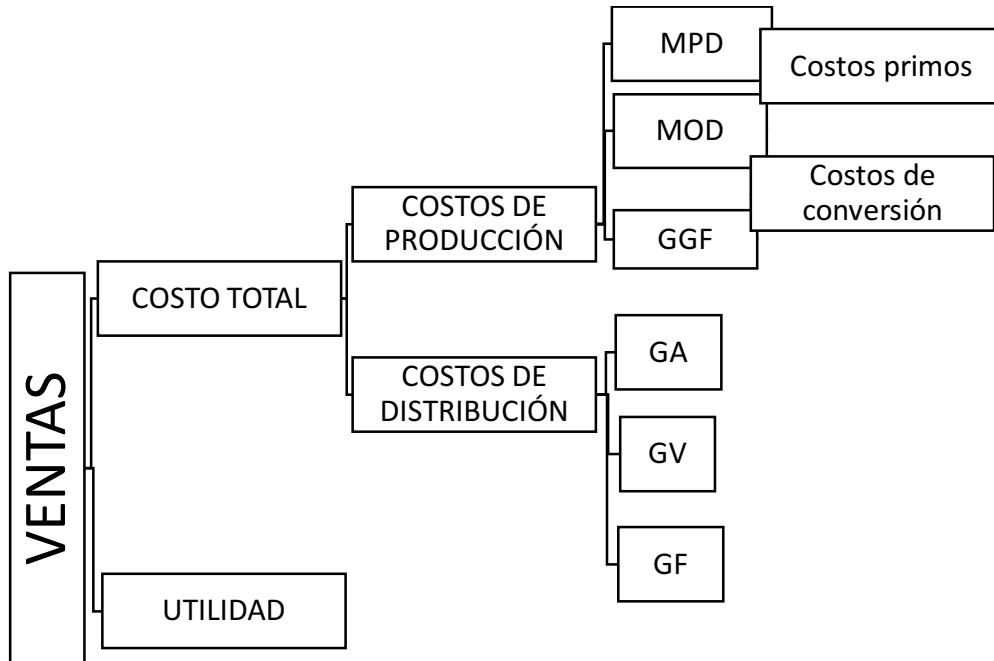 VENTAS
COSTO TOTAL
UTILIDAD
COSTOS DE
PRODUCCIÓN
COSTOS DE
DISTRIBUCIÓN
MPD
MOD
GGF
Costos primos
Costos de
conversión
GA
GV
GF